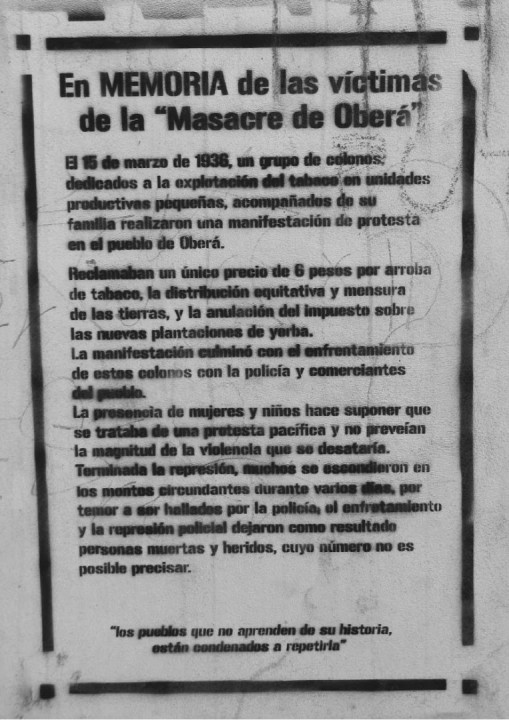 En MEMORIA de las víctimas
de la "Masacre de Oberá"
El 15 de marzo de 1936, un grupo de colonos,
dedicados a la explotación del tabaco en unidades
productivas pequeñas, acompañados de su
familia realizaron una manifestación de protesta
en el pueblo de Oberá.
Reclamaban un único precio de 6 pesos por arroba
de tabaco, la distribución equitativa y mensura
de las tierras, y la anulación del impuesto sobre
las nuevas plantaciones de yerba.
La manifestación culminó con el enfrentamiento
de estos colonos con la policía y comerciantes
del pueblo.
La presencia de mujeres y niños hace suponer que
se trataba de una protesta pacífica y no preveían
la magnitud de la violencia que se desataría.
Terminada la represión, muchos se escondieron en
los montes circundantes durante varios días, por
temor a ser hallados por la policía, el enfretamiento
y la represión policial dejaron como resultado
personas muertas y heridos, cuyo número no es
posible precisar.
"los pueblos que no aprenden de su historia,
están condenados a repetirla"